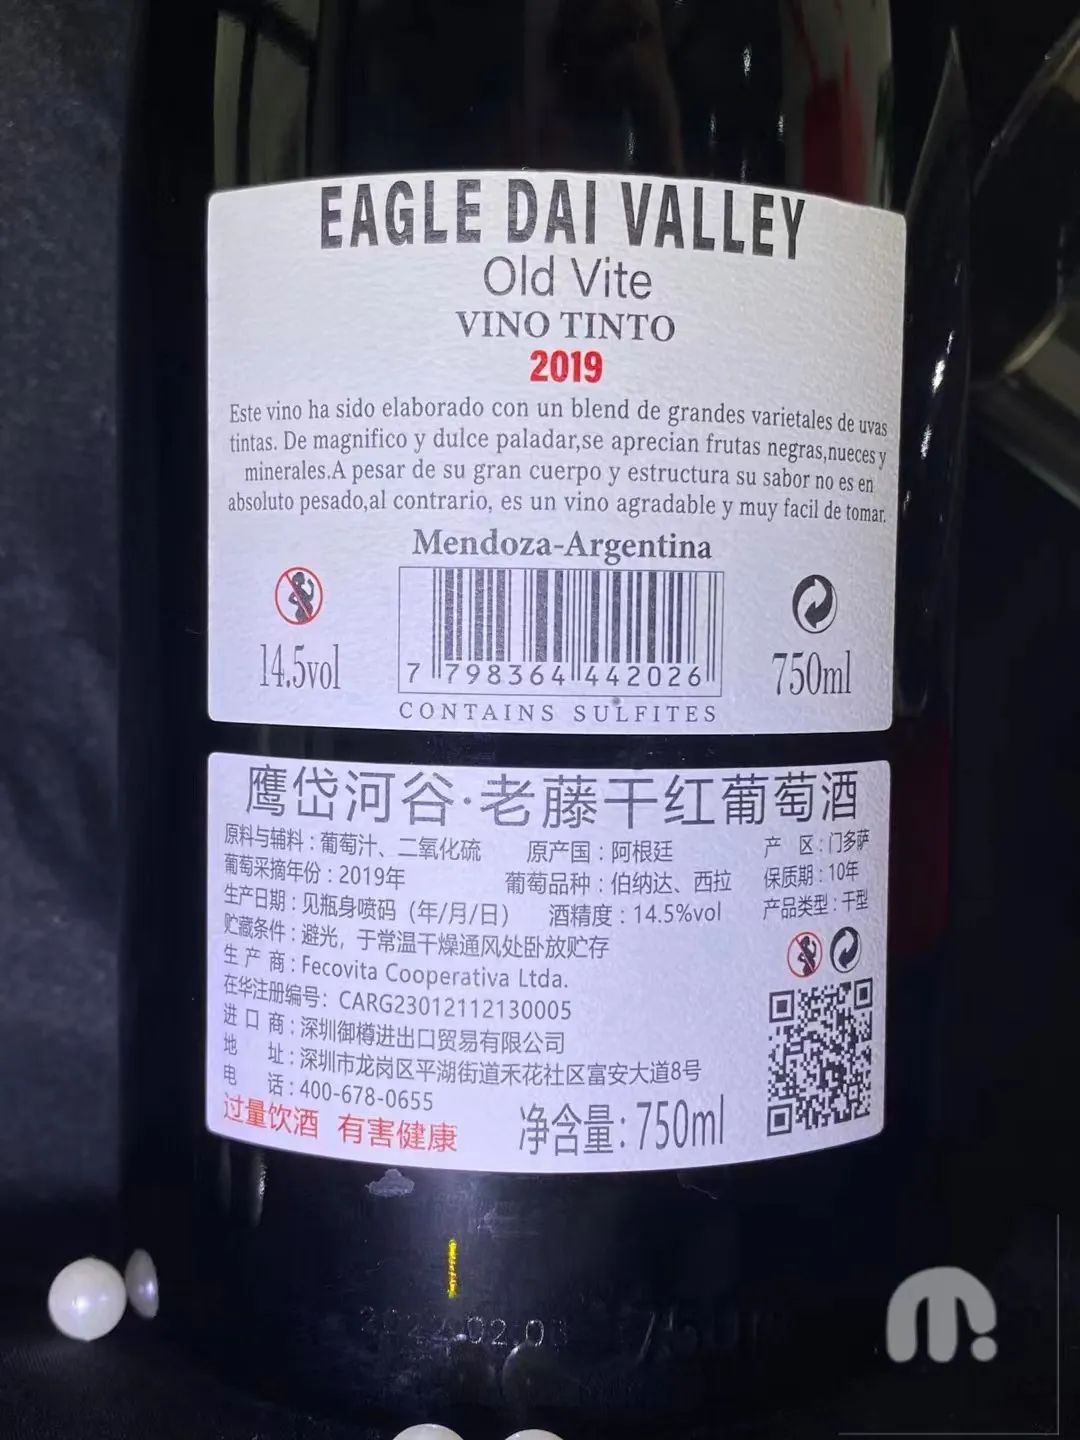 EAGLE DAI VALLEY
Old Vite
VINO TINTO
2019
Este vino ha sido elaborado con un blend de grandes varietales de uvas
tintas. De magnifico y dulce paladar,se aprecian frutas negras,nueces y
minerales.A pesar de su gran cuerpo y estructura su sabor no es en
absoluto pesado,al contrario, es un vino agradable y muy facil de tomar.
Mendoza-Argentina
14.5vol
7 798364 442026
750ml
CONTAINS SULFITES
鹰岱河谷·老藤干红葡萄酒
原料与辅料:葡萄汁、二氧化硫 原产国:阿根廷 产 区:门多萨
葡萄采摘年份:2019年 葡萄品种:伯纳达、西拉 保质期:10年
生产日期:见瓶身喷码(年/月/日) 酒精度:14.5%vol 产品类型:干型
贮藏条件:避光,于常温干燥通风处卧放贮存
生 产 商:Fecovita Cooperativa Ltda.
在华注册编号:CARG23012112130005
进 口 商:深圳御樽进出口贸易有限公司
地 址:深圳市龙岗区平湖街道禾花社区富安大道8号
电 话:400-678-0655
过量饮酒 有害健康
净含量:750ml